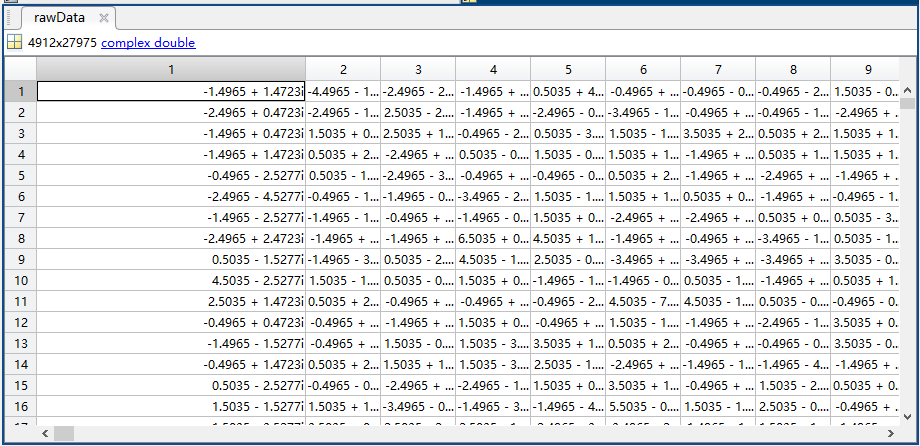 rawData
4912x27975 complex double
1 2 3 4 5 6 7 8 9
1 -1.4965 + 1.4723i -4.4965 - 1... -2.4965 - 2... -1.4965 + ... 0.5035 + 4... -0.4965 + ... -0.4965 - 0... -0.4965 - 2... 1.5035 - 0...
2 -2.4965 + 0.4723i -2.4965 - 1... 2.5035 - 2... -1.4965 + ... -2.4965 - 0... -3.4965 - 1... -0.4965 + ... -0.4965 - 1... -2.4965 + ...
3 -1.4965 + 0.4723i 1.5035 + 0... 2.5035 + 1... -0.4965 - 2... 0.5035 - 3... 1.5035 - 1... 3.5035 + 2... 0.5035 + 2... 1.5035 + 1...
4 -1.4965 + 1.4723i 0.5035 + 2... -2.4965 + ... 0.5035 - 0... 1.5035 - 0... 1.5035 + 1... -1.4965 + ... 0.5035 + 1... 1.5035 + 1...
5 -0.4965 - 2.5277i 0.5035 - 1... -2.4965 - 3... -0.4965 + ... -0.4965 - 0... 0.5035 + 2... -1.4965 + ... -2.4965 + ... -1.4965 + ...
6 -2.4965 - 4.5277i -0.4965 - 1... -1.4965 - 0... -3.4965 - 2... 1.5035 - 1... 1.5035 + 1... 0.5035 + 0... -1.4965 + ... -0.4965 - 1...
7 -1.4965 - 2.5277i -1.4965 - 1... -0.4965 + ... -1.4965 - 0... 1.5035 + 0... -2.4965 + ... -2.4965 + ... 0.5035 + 0... 0.5035 - 3...
8 -2.4965 + 2.4723i -1.4965 + ... -1.4965 + ... 6.5035 + 0... 4.5035 + 1... -1.4965 + ... -0.4965 + ... -3.4965 - 1... 0.5035 - 1...
9 0.5035 - 1.5277i -1.4965 - 3... 0.5035 - 2... 4.5035 - 1... 2.5035 - 0... -3.4965 + ... -3.4965 + ... -3.4965 + ... 3.5035 - 0...
10 4.5035 - 2.5277i 1.5035 - 1... 0.5035 - 0... 1.5035 + 0... -1.4965 - 1... -1.4965 - 0... 0.5035 - 1... -1.4965 + ... 0.5035 + 1...
11 2.5035 + 1.4723i 0.5035 + 2... -0.4965 + ... -0.4965 + ... -0.4965 - 2... 4.5035 - 7... 4.5035 - 1... 0.5035 - 0... -0.4965 - 0...
12 -0.4965 + 0.4723i -0.4965 + ... -1.4965 + ... 1.5035 + 0... -0.4965 + ... 1.5035 - 1... -1.4965 + ... -2.4965 - 1... 3.5035 + 0...
13 -1.4965 - 1.5277i -0.4965 + ... 1.5035 - 0... 1.5035 - 3... 3.5035 + 1... 0.5035 + 2... -0.4965 + ... -0.4965 - 0... 3.5035 - 0...
14 -0.4965 + 1.4723i 0.5035 + 2... 1.5035 + 1... 1.5035 - 3... 2.5035 - 1... -2.4965 + ... -1.4965 - 1... -1.4965 - 4... -1.4965 + ...
15 0.5035 - 2.5277i -0.4965 - 0... -2.4965 + ... -2.4965 - 1... 1.5035 + 0... 3.5035 + 1... -0.4965 + ... 1.5035 - 2... 0.5035 + 0...
16 1.5035 - 1.5277i 1.5035 + 1... -3.4965 - 0... -1.4965 - 3... -1.4965 - 4... 5.5035 - 0... 1.5035 - 1... 2.5035 - 0... -0.4965 + ...